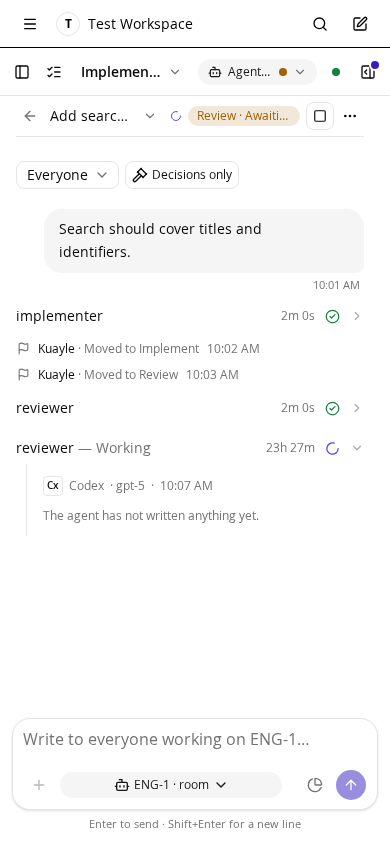 T Test Workspace
Implemen... Agent...
Add searc... Review · Awaiti...
Everyone Decisions only
Search should cover titles and
identifiers.
10:01 AM
implementer 2m 0s
Kuayle · Moved to Implement 10:02 AM
Kuayle · Moved to Review 10:03 AM
reviewer 2m 0s
reviewer — Working 23h 27m
Cx Codex · gpt-5 · 10:07 AM
The agent has not written anything yet.
Write to everyone working on ENG-1...
ENG-1 · room
Enter to send · Shift+Enter for a new line